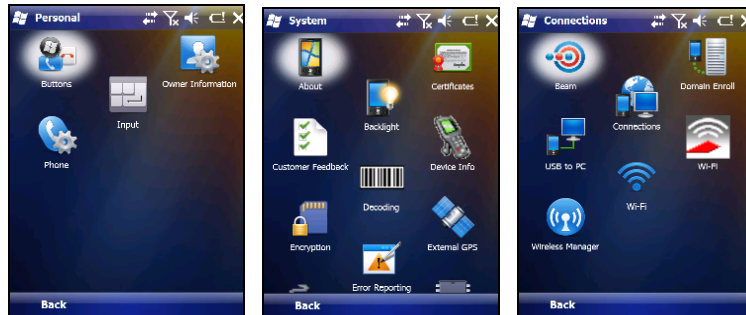 Personal
Buttons
Owner Information
Input
Phone
Back
System
About
Certificates
Backlight
Customer Feedback
Device Info
Decoding
Encryption
External GPS
Error Reporting
Back
Connections
Beam
Domain Enroll
Connections
USB to PC
Wi-Fi
Wi-Fi
Wireless Manager
Back